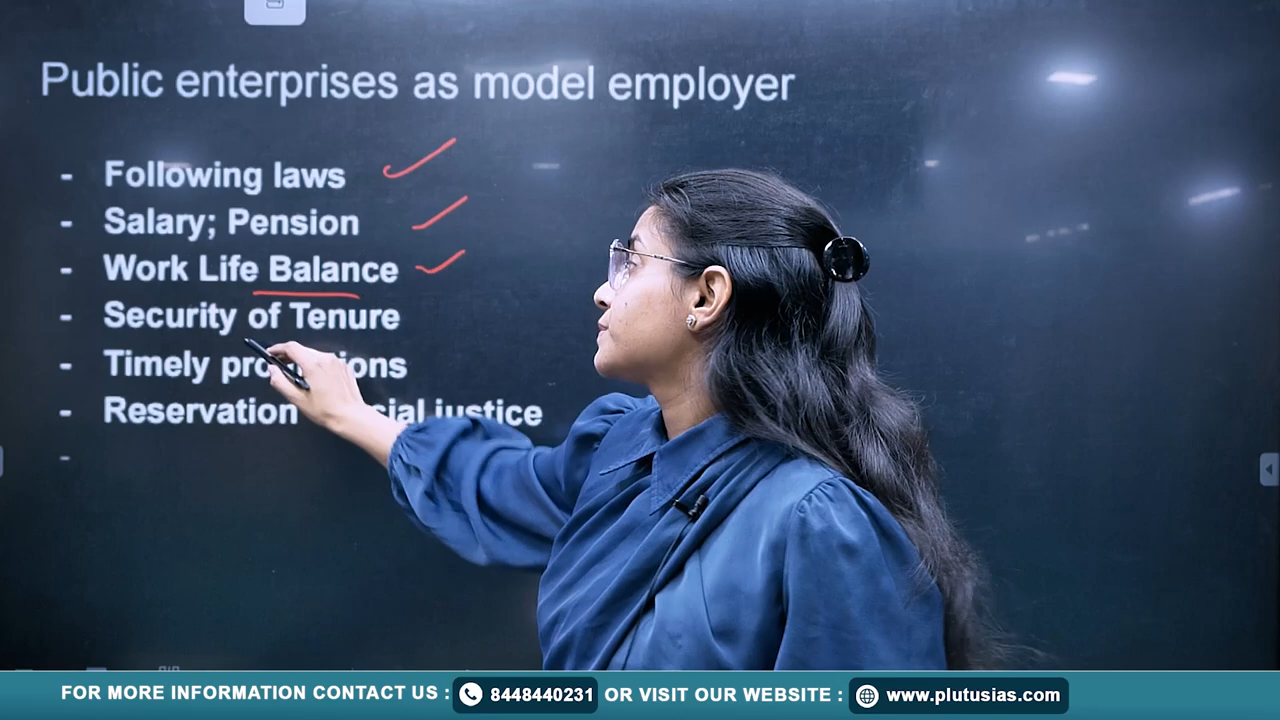 Public enterprises as model employer
- Following laws
- Salary; Pension
- Work Life Balance
- Security of Tenure
- Timely
- Reservation justice
-
FOR MORE INFORMATION CONTACT US : 8448440231 OR VISIT OUR WEBSITE : www.plutusias.com